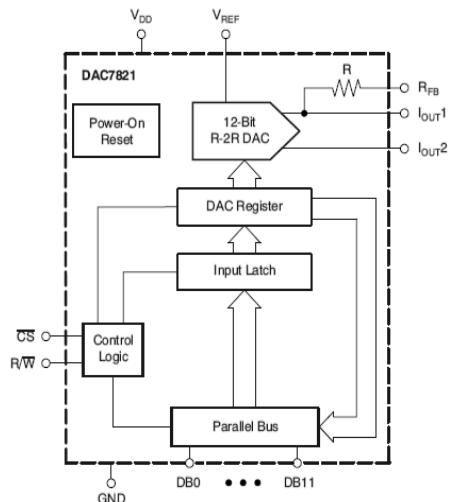 V_DD
V_REF
DAC7821
R
R_FB
Power-On
Reset
12-Bit
R-2R DAC
I_OUT1
I_OUT2
DAC Register
Input Latch
C̅S̅
R/W̅
Control
Logic
Parallel Bus
GND
DB0 • • • DB11